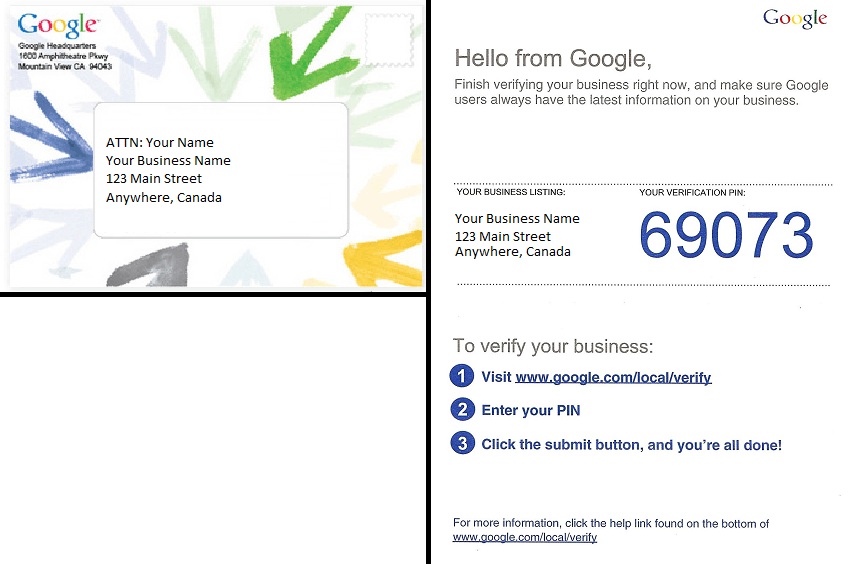 Google
Google Headquarters
1600 Amphitheatre Pkwy
Mountain View CA 94043
ATTN: Your Name
Your Business Name
123 Main Street
Anywhere, Canada
Google
Hello from Google,
Finish verifying your business right now, and make sure Google
users always have the latest information on your business.
YOUR BUSINESS LISTING:
YOUR VERIFICATION PIN:
Your Business Name
123 Main Street
Anywhere, Canada
69073
To verify your business:
1 Visit www.google.com/local/verify
2 Enter your PIN
3 Click the submit button, and you're all done!
For more information, click the help link found on the bottom of
www.google.com/local/verify